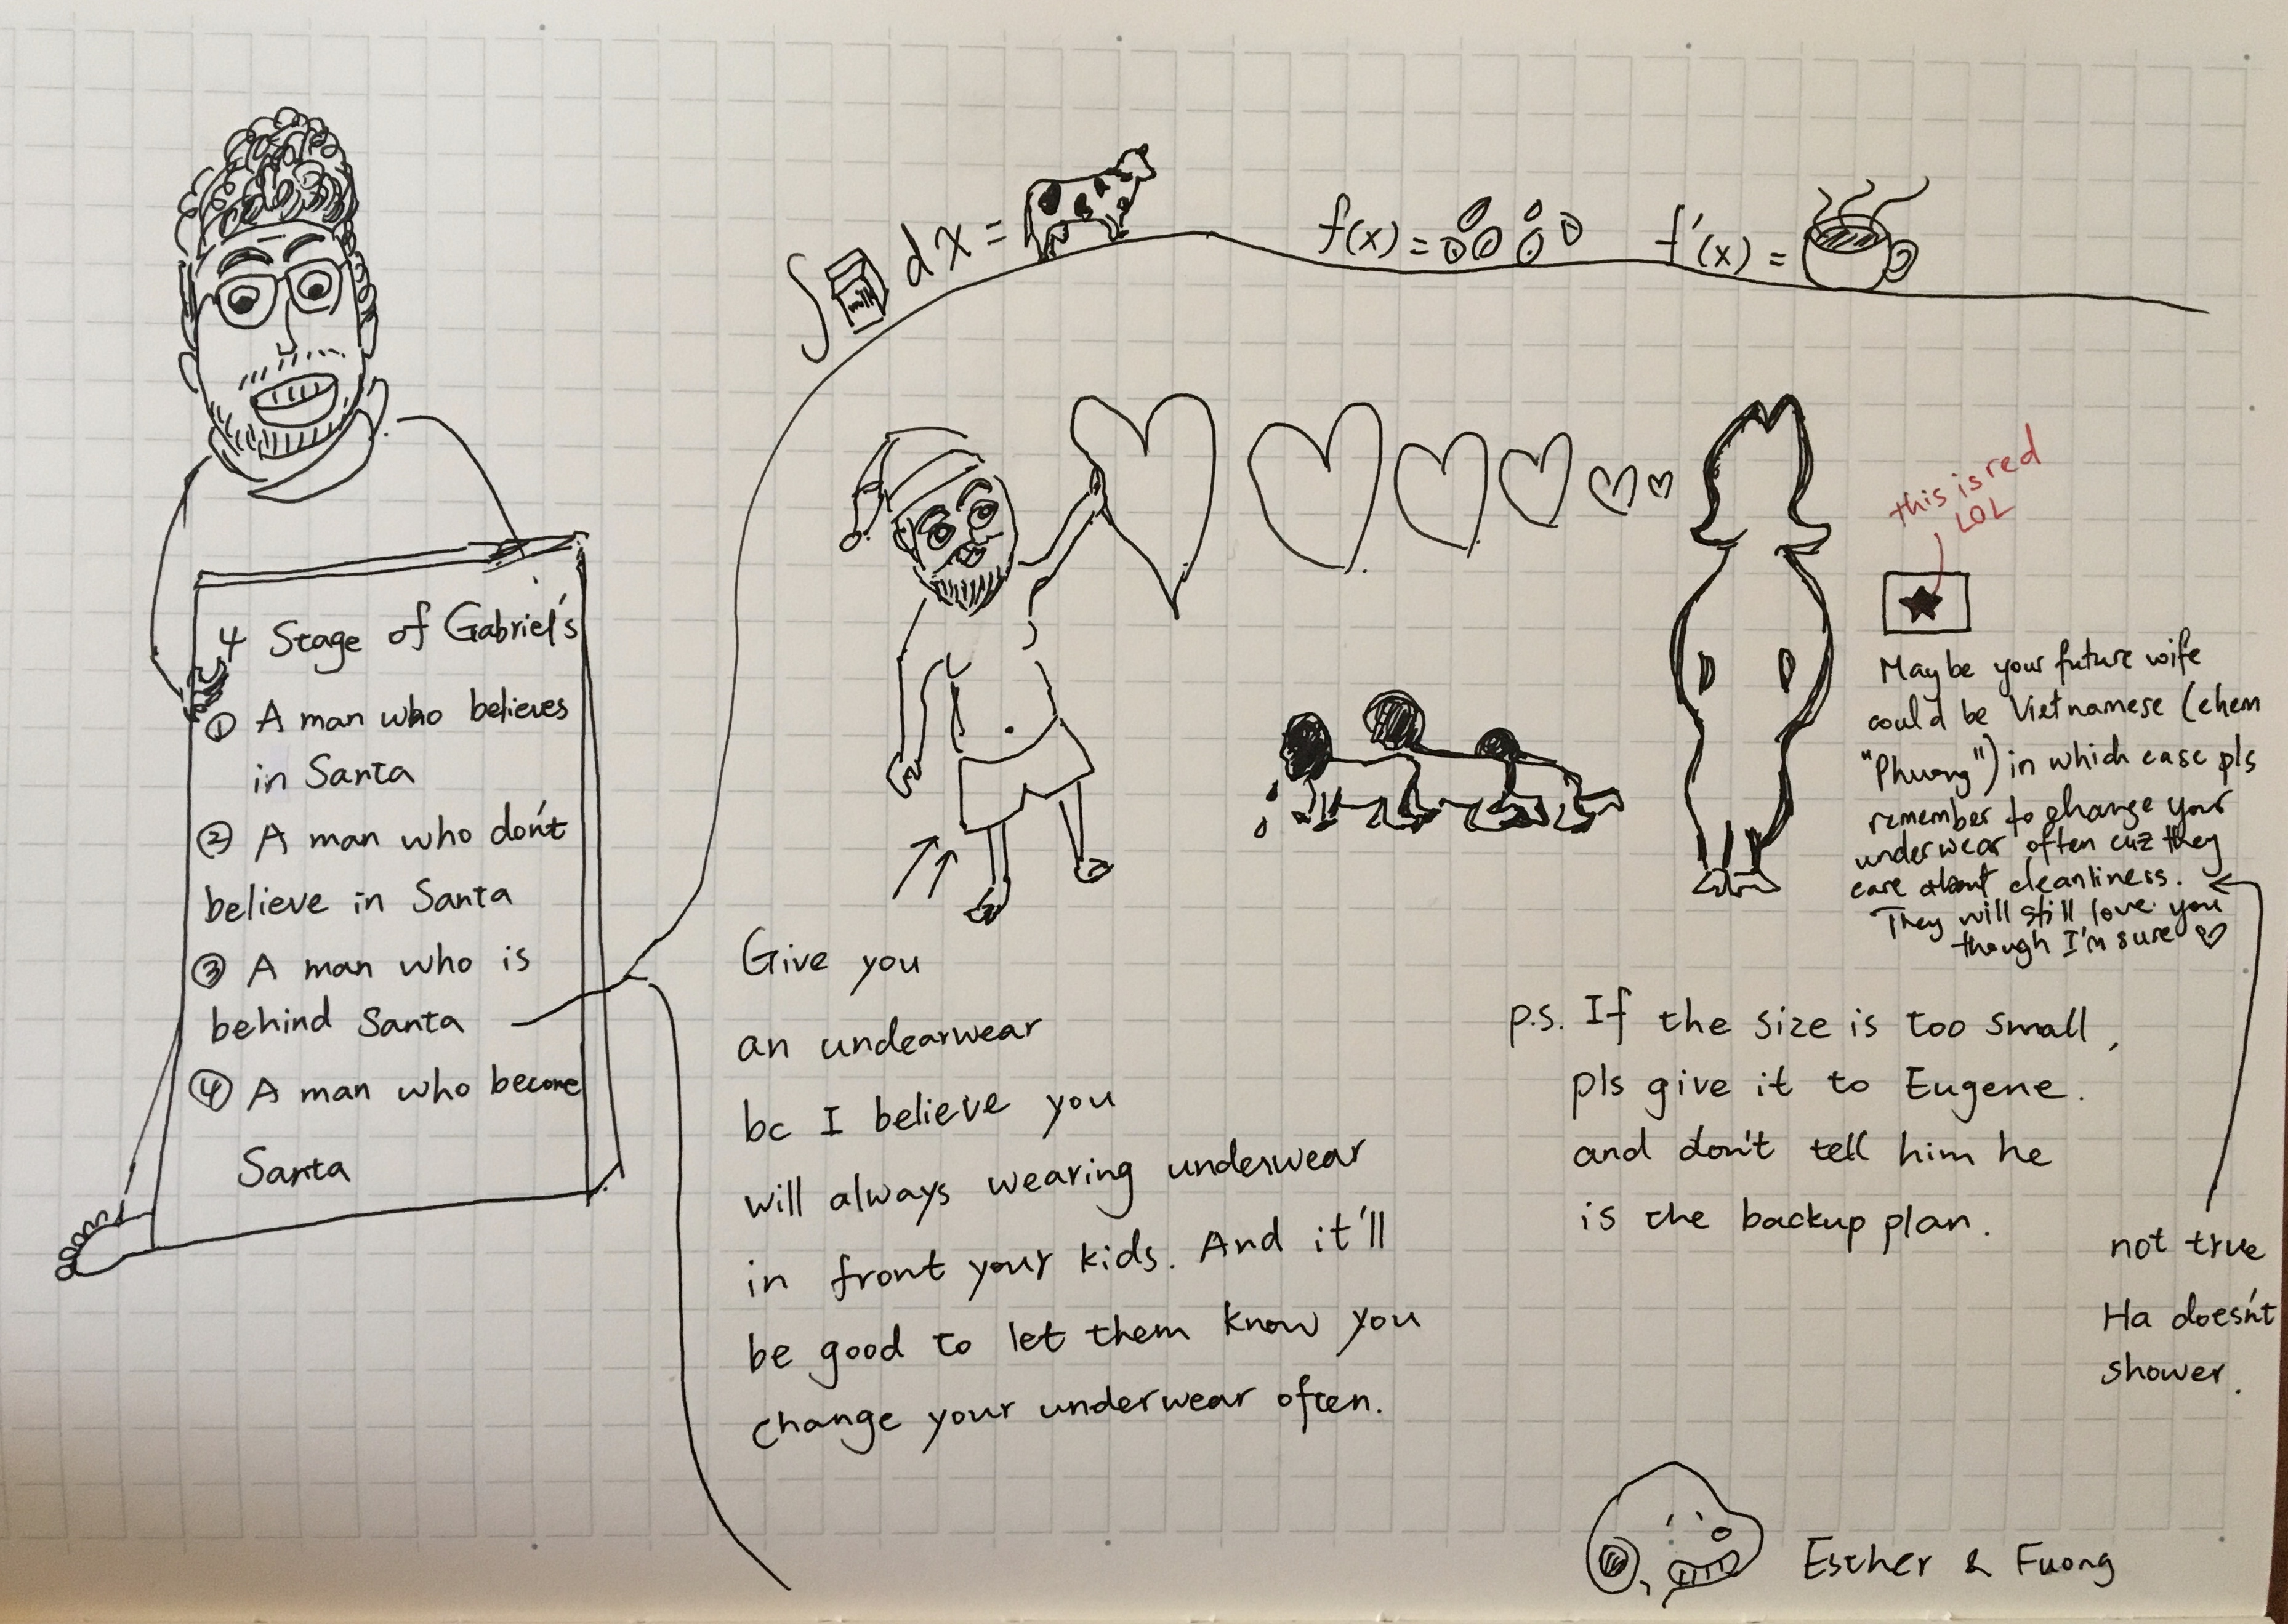 4 Stage of Gabriel's
① A man who believes
in Santa
② A man who don't
believe in Santa
③ A man who is
behind Santa
④ A man who become
Santa
∫ milk dx =
f(x) =
f'(x) =
this is red
LOL
Maybe your future wife
could be Vietnamese (ehem
"Phuong") in which case pls
remember to change your
underwear often cuz they
care about cleanliness.
They will still love you
though I'm sure ♡
Give you
an undearwear
bc I believe you
will always wearing underwear
in front your kids. And it'll
be good to let them know you
change your underwear often.
p.s. If the size is too small,
pls give it to Eugene.
and don't tell him he
is the backup plan.
not true
Ha doesn't
shower.
Esther & Fuong